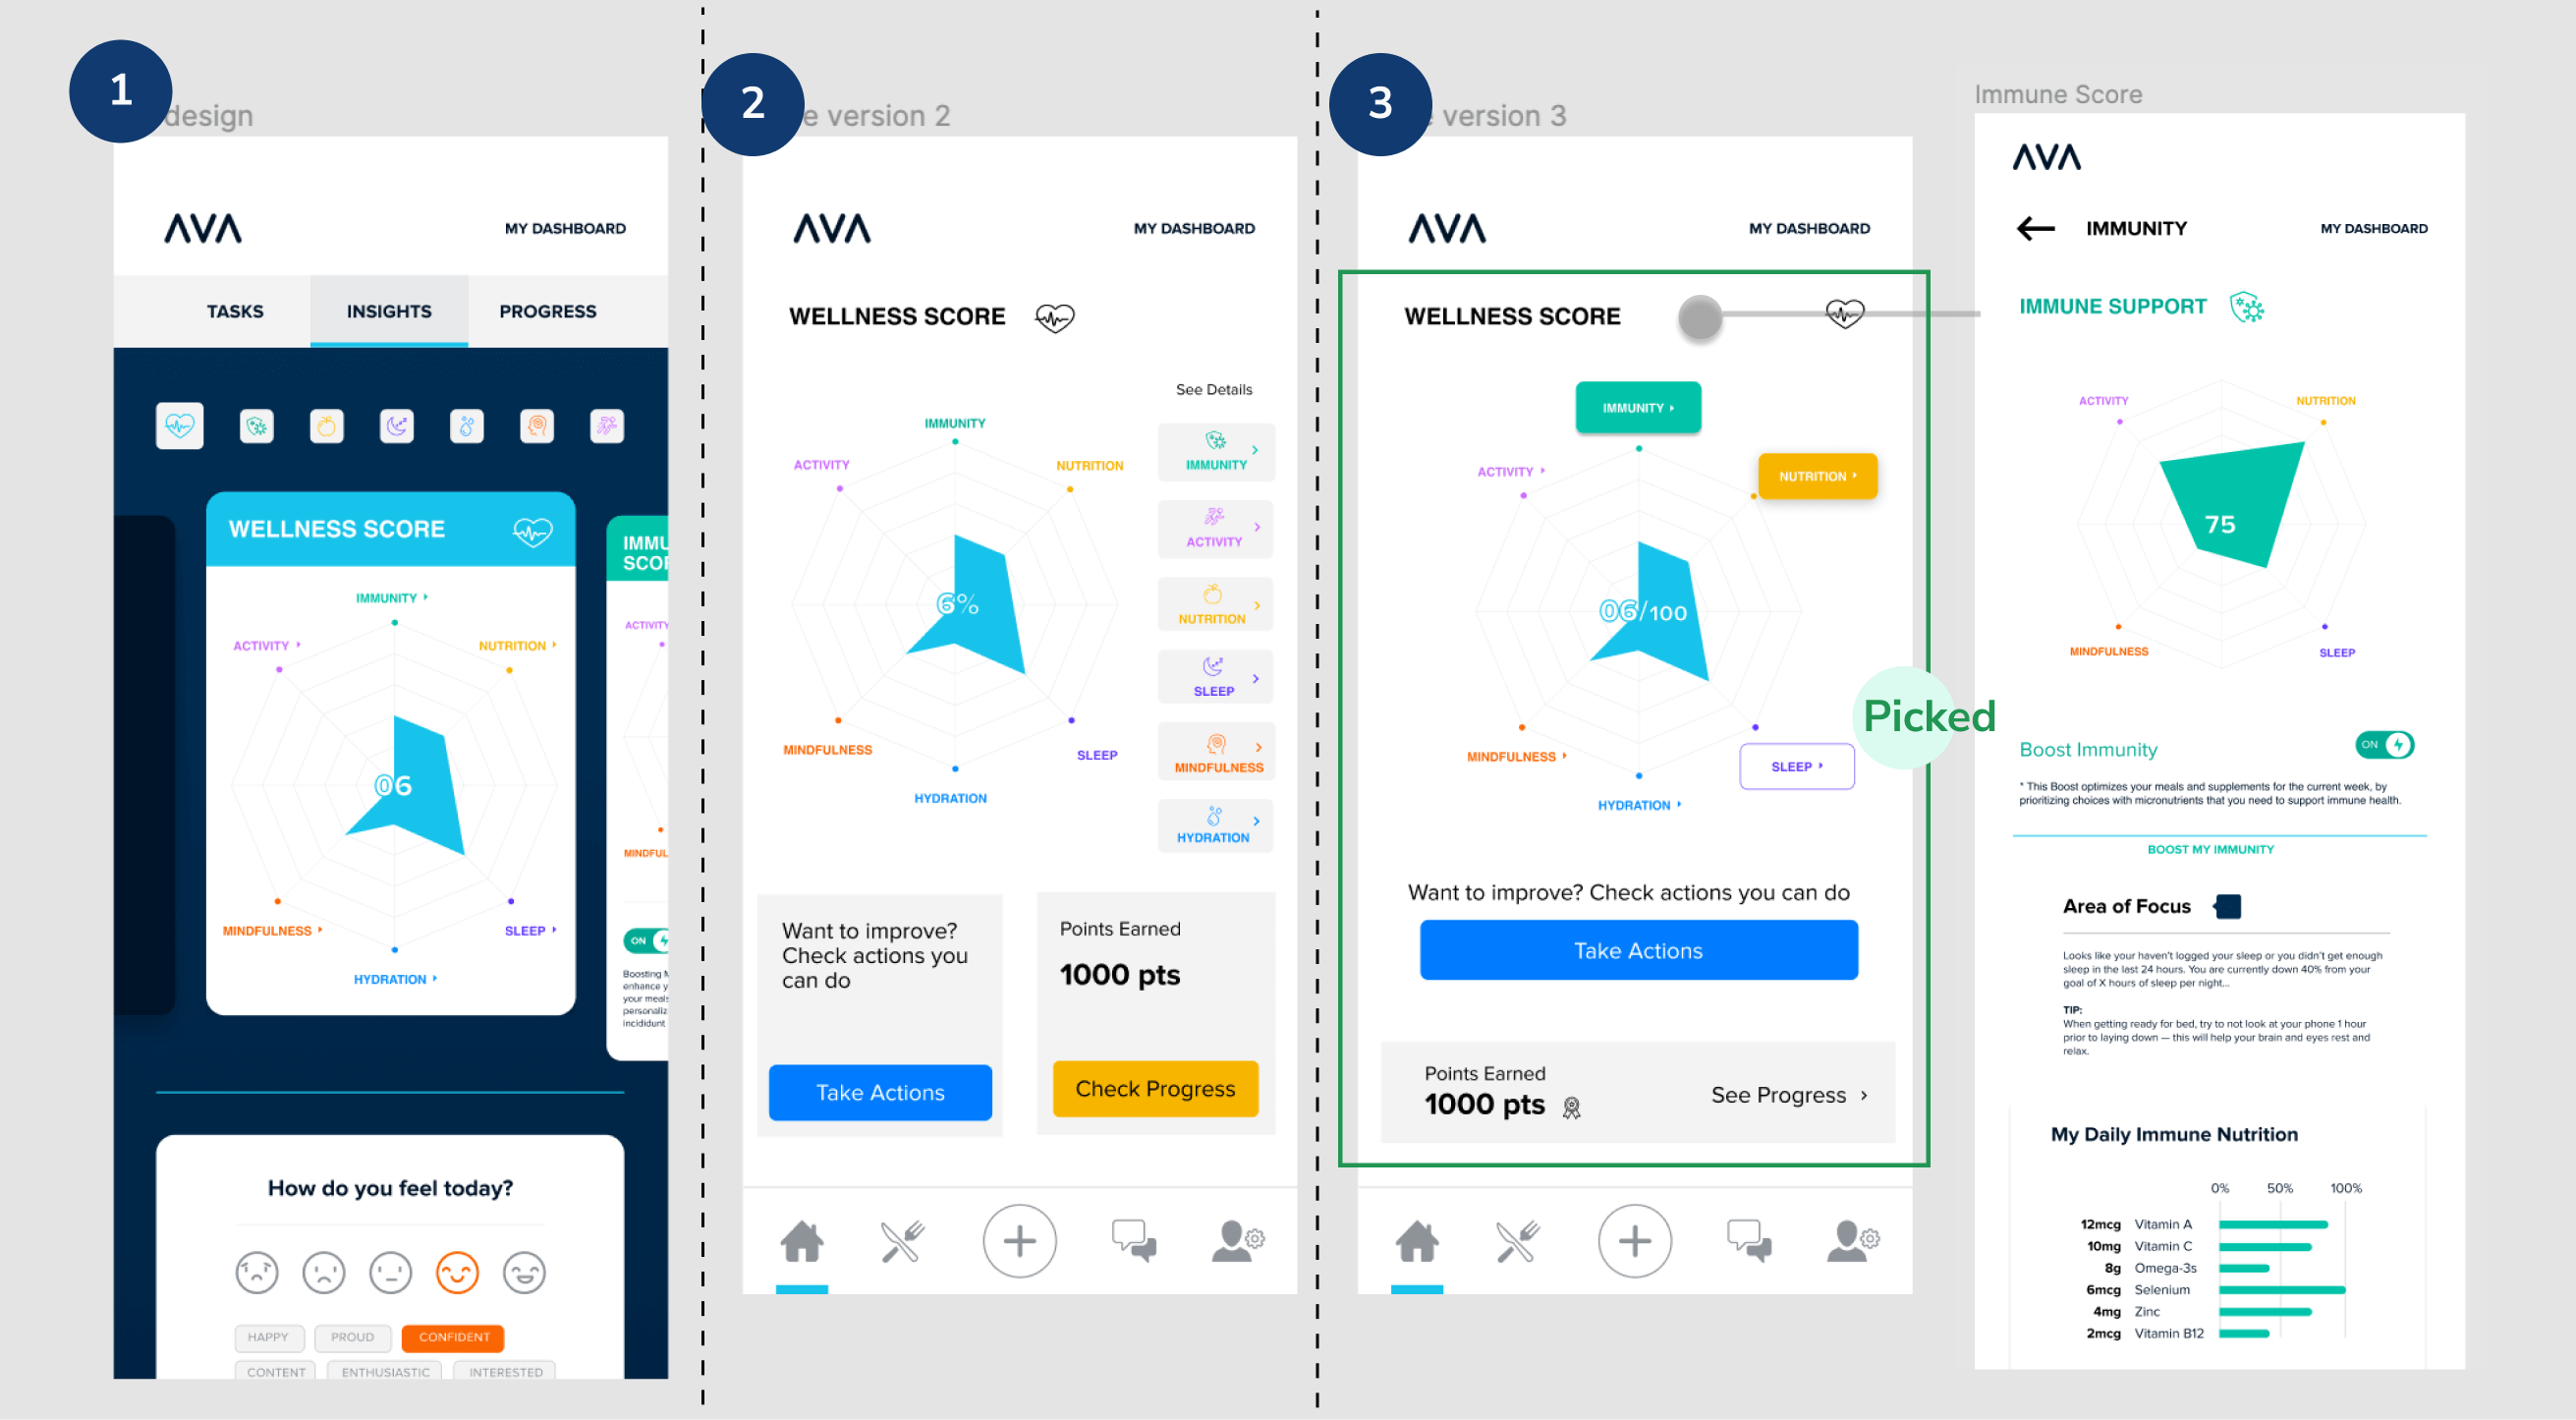 1
design
AVA
MY DASHBOARD
TASKS
INSIGHTS
PROGRESS
WELLNESS SCORE
IMMUNITY
ACTIVITY
NUTRITION
06
MINDFULNESS
SLEEP
HYDRATION
IMMU
SCO
ACTIVITY
MINDFUL
ON
Boosting
enhance y
your meals
personaliz
incididunt
How do you feel today?
HAPPY
PROUD
CONFIDENT
CONTENT
ENTHUSIASTIC
INTERESTED
2
e version 2
AVA
MY DASHBOARD
WELLNESS SCORE
See Details
IMMUNITY
ACTIVITY
NUTRITION
6%
MINDFULNESS
SLEEP
HYDRATION
IMMUNITY
ACTIVITY
NUTRITION
SLEEP
MINDFULNESS
HYDRATION
Want to improve?
Check actions you
can do
Take Actions
Points Earned
1000 pts
Check Progress
3
version 3
AVA
MY DASHBOARD
WELLNESS SCORE
IMMUNITY
ACTIVITY
NUTRITION
06/100
MINDFULNESS
SLEEP
HYDRATION
Picked
Want to improve? Check actions you can do
Take Actions
Points Earned
1000 pts
See Progress
Immune Score
AVA
IMMUNITY
MY DASHBOARD
IMMUNE SUPPORT
ACTIVITY
NUTRITION
75
MINDFULNESS
SLEEP
Boost Immunity
ON
* This Boost optimizes your meals and supplements for the current week, by
prioritizing choices with micronutrients that you need to support immune health.
BOOST MY IMMUNITY
Area of Focus
Looks like your haven't logged your sleep or you didn't get enough
sleep in the last 24 hours. You are currently down 40% from your
goal of X hours of sleep per night...
TIP:
When getting ready for bed, try to not look at your phone 1 hour
prior to laying down — this will help your brain and eyes rest and
relax.
My Daily Immune Nutrition
0% 50% 100%
12mcg Vitamin A
10mg Vitamin C
8g Omega-3s
6mcg Selenium
4mg Zinc
2mcg Vitamin B12